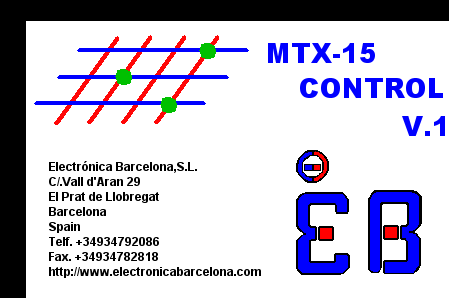 MTX-15
CONTROL
V.1
Electrónica Barcelona,S.L.
C/.Vall d'Aran 29
El Prat de Llobregat
Barcelona
Spain
Telf. +34934792086
Fax. +34934782818
http://www.electronicabarcelona.com
EB